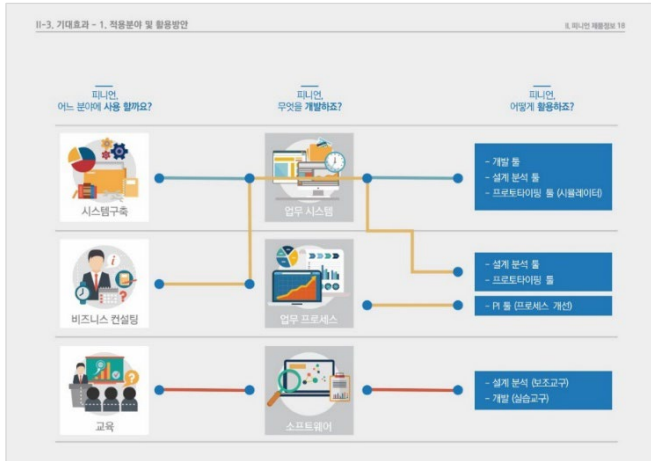 II-3. 기대효과 - 1. 적용분야 및 활용방안
II. 피니언 제품정보 18
피니언,
어느 분야에 사용 할까요?
피니언,
무엇을 개발하죠?
피니언,
어떻게 활용하죠?
시스템구축
업무 시스템
- 개발 툴
- 설계 분석 툴
- 프로토타이핑 툴 (시뮬레이터)
비즈니스 컨설팅
업무 프로세스
- 설계 분석 툴
- 프로토타이핑 툴
- PI 툴 (프로세스 개선)
교육
소프트웨어
- 설계 분석 (보조교구)
- 개발 (실습교구)